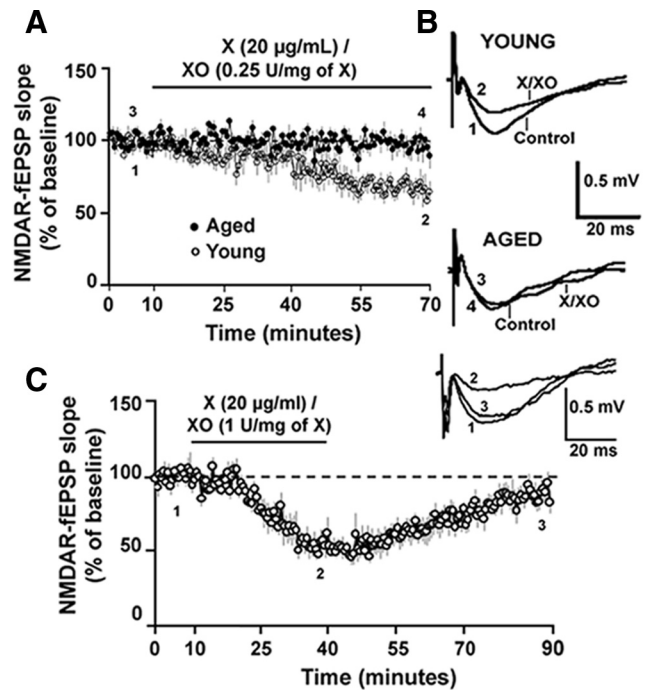 A
X (20 µg/mL) /
XO (0.25 U/mg of X)
NMDAR-fEPSP slope
(% of baseline)
150
100
50
0
3
4
1
2
Aged
Young
0 10 25 40 55 70
Time (minutes)
B
YOUNG
2
X/XO
1
Control
0.5 mV
20 ms
AGED
3
4
X/XO
Control
2
3
1
0.5 mV
20 ms
C
X (20 µg/ml) /
XO (1 U/mg of X)
NMDAR-fEPSP slope
(% of baseline)
150
100
50
0
1
2
3
0 10 25 40 55 70 90
Time (minutes)